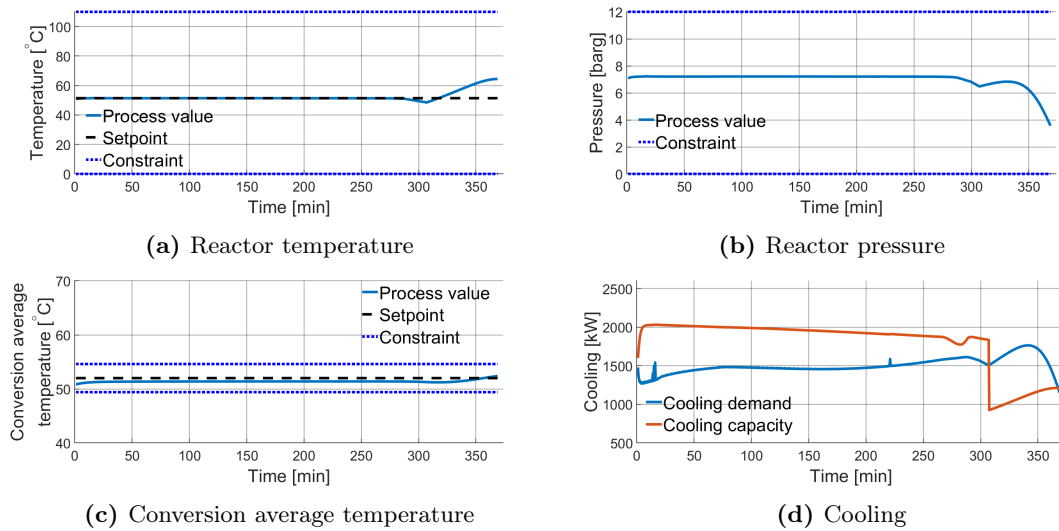 100
80
60
40
20
0
Temperature [°C]
Process value
Setpoint
Constraint
0 50 100 150 200 250 300 350
Time [min]
(a) Reactor temperature
12
10
8
6
4
2
0
Pressure [barg]
Process value
Constraint
0 50 100 150 200 250 300 350
Time [min]
(b) Reactor pressure
70
60
50
40
Conversion average
temperature [°C]
Process value
Setpoint
Constraint
0 50 100 150 200 250 300 350
Time [min]
(c) Conversion average temperature
2500
2000
1500
1000
500
Cooling [kW]
Cooling demand
Cooling capacity
0 50 100 150 200 250 300 350
Time [min]
(d) Cooling